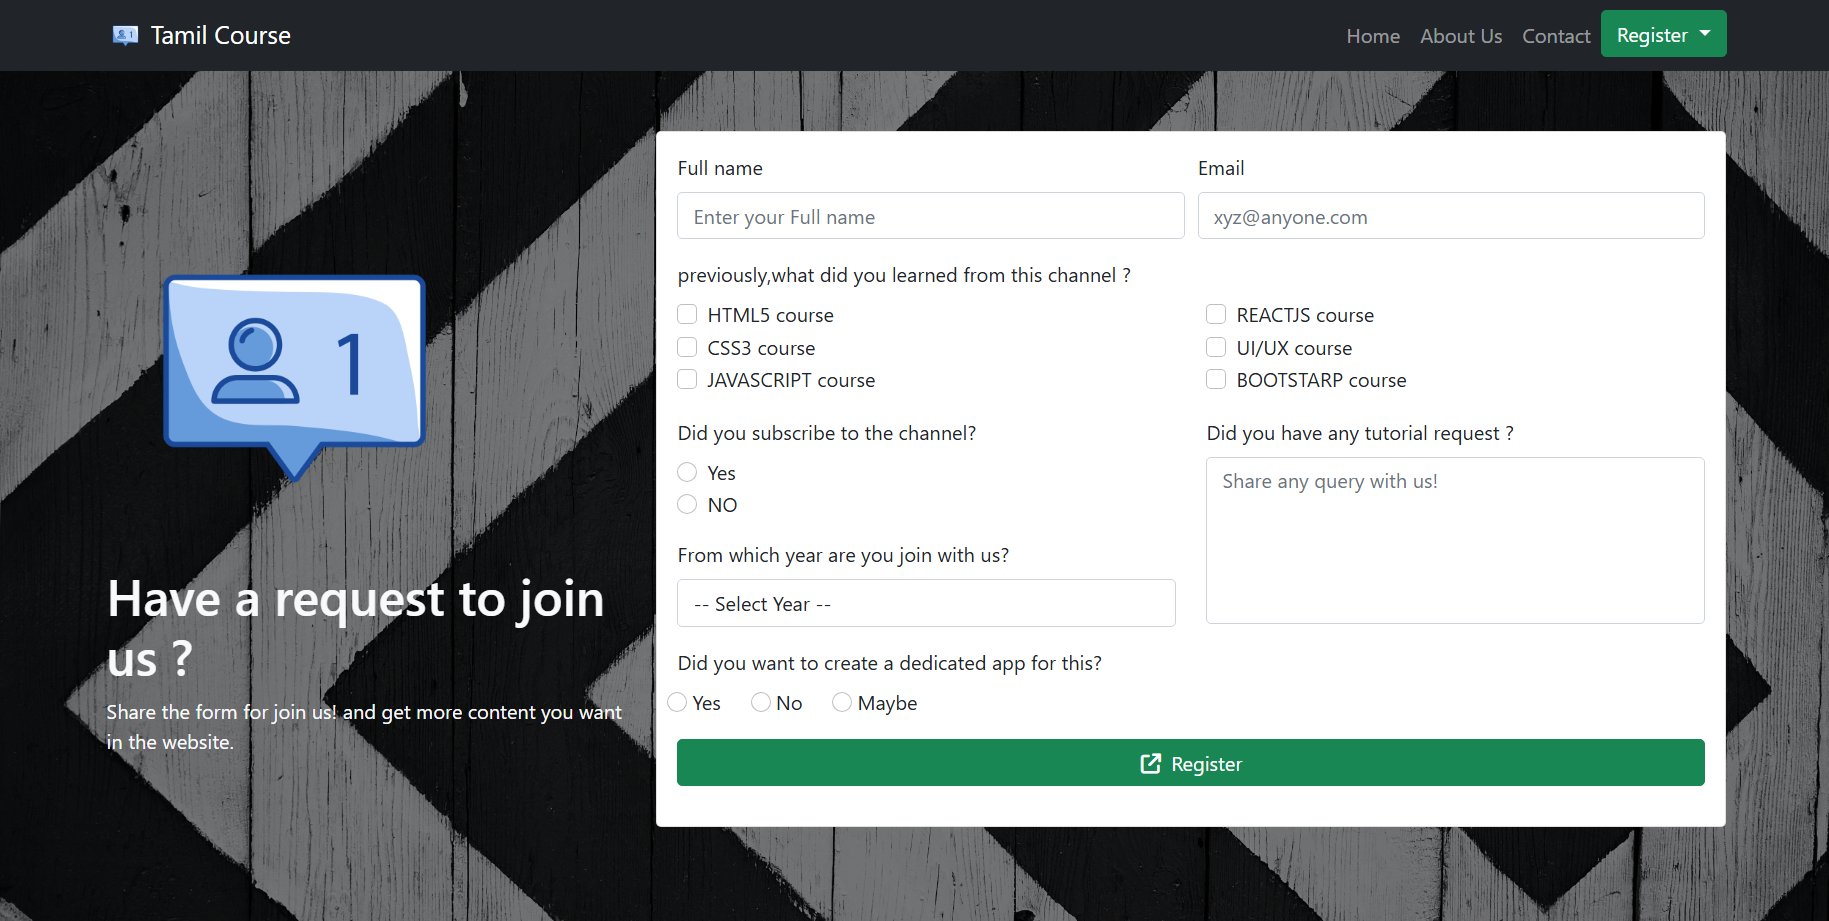 1 Tamil Course
Home About Us Contact Register
1
Have a request to join
us ?
Share the form for join us! and get more content you want
in the website.
Full name
Enter your Full name
Email
xyz@anyone.com
previously,what did you learned from this channel ?
HTML5 course
CSS3 course
JAVASCRIPT course
REACTJS course
UI/UX course
BOOTSTARP course
Did you subscribe to the channel?
Yes
NO
From which year are you join with us?
-- Select Year --
Did you have any tutorial request ?
Share any query with us!
Did you want to create a dedicated app for this?
Yes No Maybe
Register